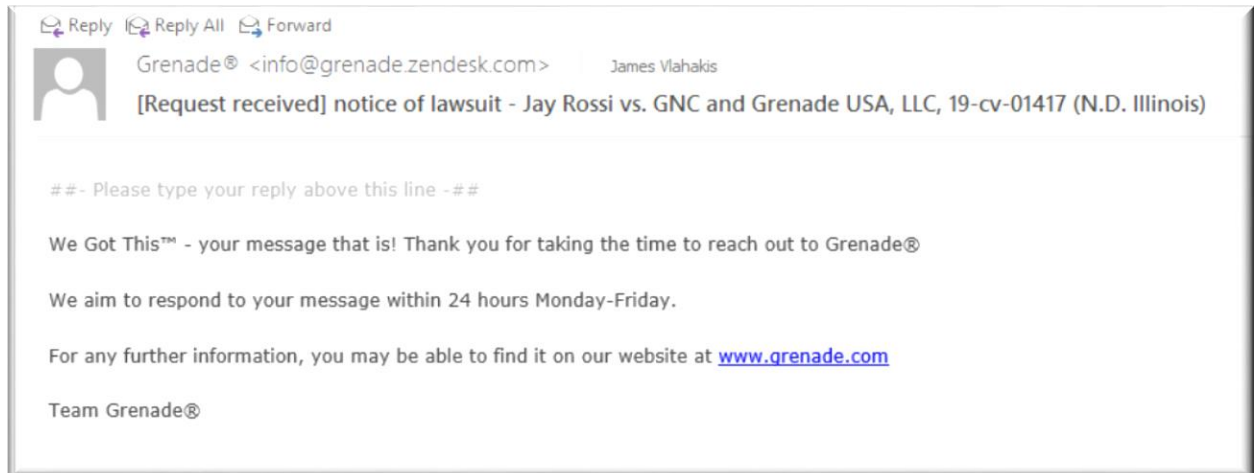 Reply Reply All Forward
Grenade® <info@grenade.zendesk.com> James Vlahakis
[Request received] notice of lawsuit - Jay Rossi vs. GNC and Grenade USA, LLC, 19-cv-01417 (N.D. Illinois)
##- Please type your reply above this line -##
We Got This™ - your message that is! Thank you for taking the time to reach out to Grenade®
We aim to respond to your message within 24 hours Monday-Friday.
For any further information, you may be able to find it on our website at www.grenade.com
Team Grenade®